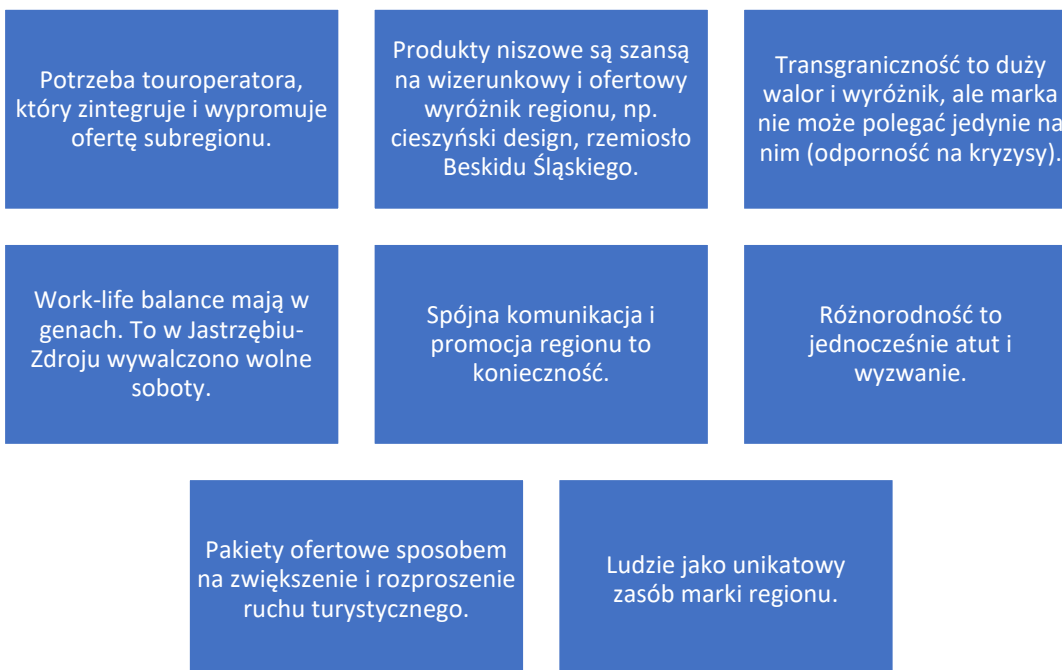 Potrzeba touroperatora,
który zintegruje i wypromuje
ofertę subregionu.
Produkty niszowe są szansą
na wizerunkowy i ofertowy
wyróżnik regionu, np.
cieszyński design, rzemiosło
Beskidu Śląskiego.
Transgraniczność to duży
walor i wyróżnik, ale marka
nie może polegać jedynie na
nim (odporność na kryzysy).
Work-life balance mają w
genach. To w Jastrzębiu-
Zdroju wywalczono wolne
soboty.
Spójna komunikacja i
promocja regionu to
konieczność.
Różnorodność to
jednocześnie atut i
wyzwanie.
Pakiety ofertowe sposobem
na zwiększenie i rozproszenie
ruchu turystycznego.
Ludzie jako unikatowy
zasób marki regionu.